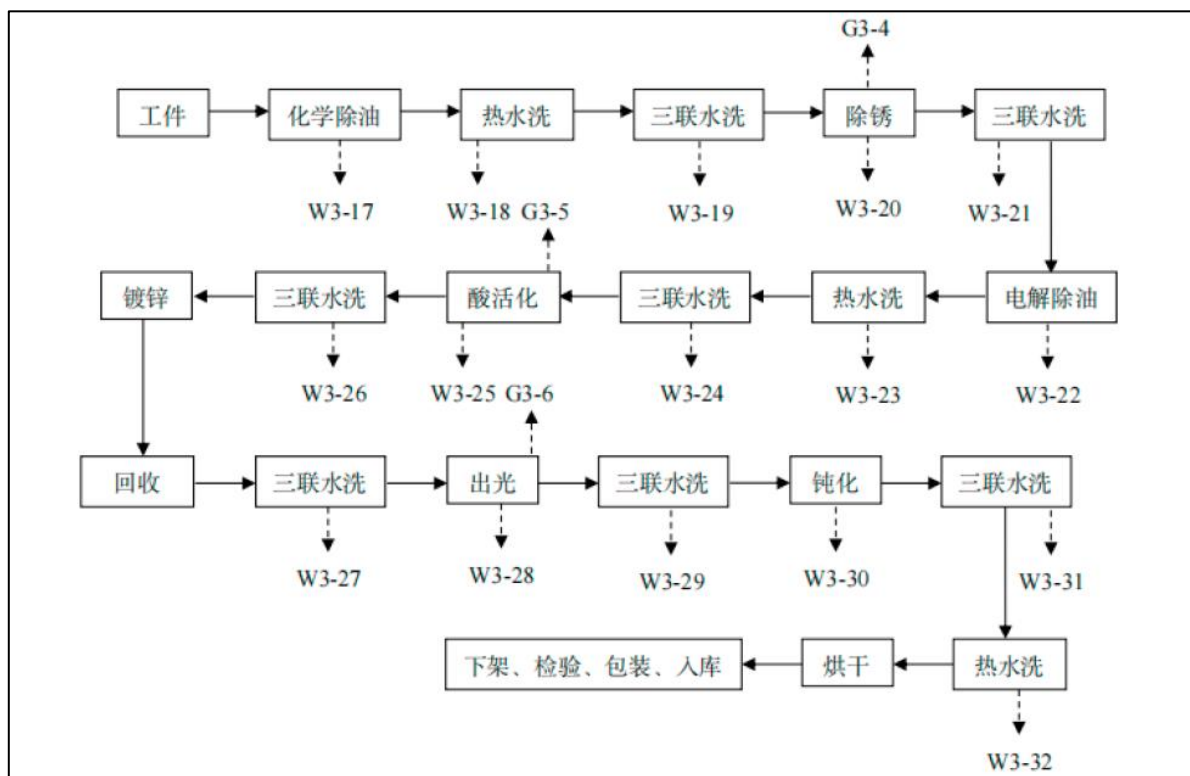 G3-4
工件 化学除油 热水洗 三联水洗 除锈 三联水洗
W3-17 W3-18 G3-5 W3-19 W3-20 W3-21
镀锌 三联水洗 酸活化 三联水洗 热水洗 电解除油
W3-26 W3-25 G3-6 W3-24 W3-23 W3-22
回收 三联水洗 出光 三联水洗 钝化 三联水洗
W3-27 W3-28 W3-29 W3-30 W3-31
下架、检验、包装、入库 烘干 热水洗
W3-32